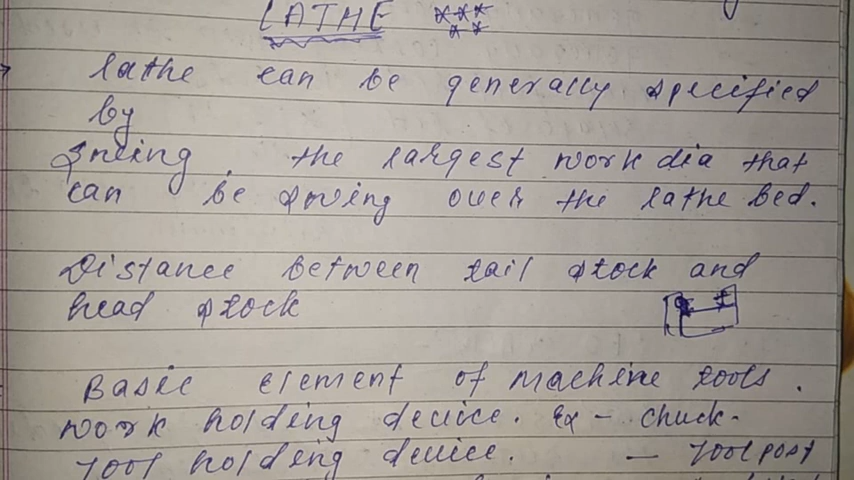 LATHE
lathe can be generally specified
by
Swing the largest work dia that
can be swing over the lathe bed.
Distance between tail stock and
head stock
Basic element of machine tools.
work holding device. Ex - chuck.
Tool holding device. - Tool post